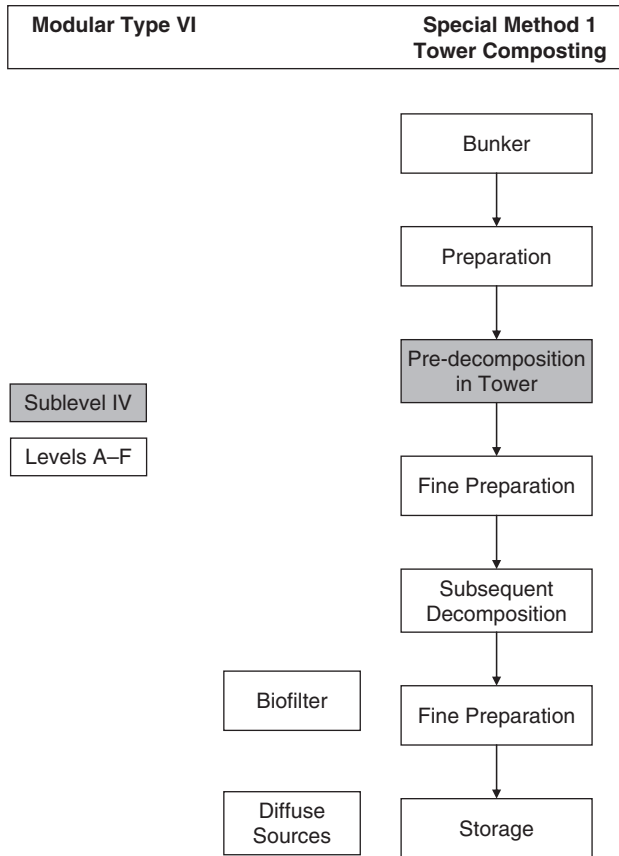 Modular Type VI
Special Method 1
Tower Composting
Bunker
Preparation
Pre-decomposition
in Tower
Sublevel IV
Levels A–F
Fine Preparation
Subsequent
Decomposition
Biofilter
Fine Preparation
Diffuse
Sources
Storage